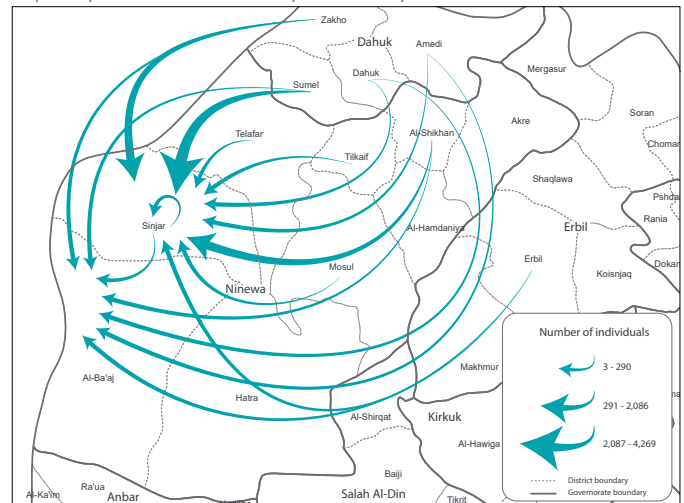 Zakho
Dahuk
Amedi
Mergasur
Dahuk
Sumel
Soran
Akre
Telafar
Al-Shikhan
Tilkaif
Shaqlawa
Rania
Sinjar
Al-Hamdaniya
Erbil
Erbil
Mosul
Koisnjaq
Ninewa
Number of individuals
3 - 290
291 - 2,086
2,087 - 4,269
District boundary
Governorate boundary
Makhmur
Al-Ba'aj
Hatra
Al-Shirqat
Kirkuk
Al-Hawiga
Baiji
Ra'ua
Al-Ka'im
Anbar
Salah Al-Din
Tikrit